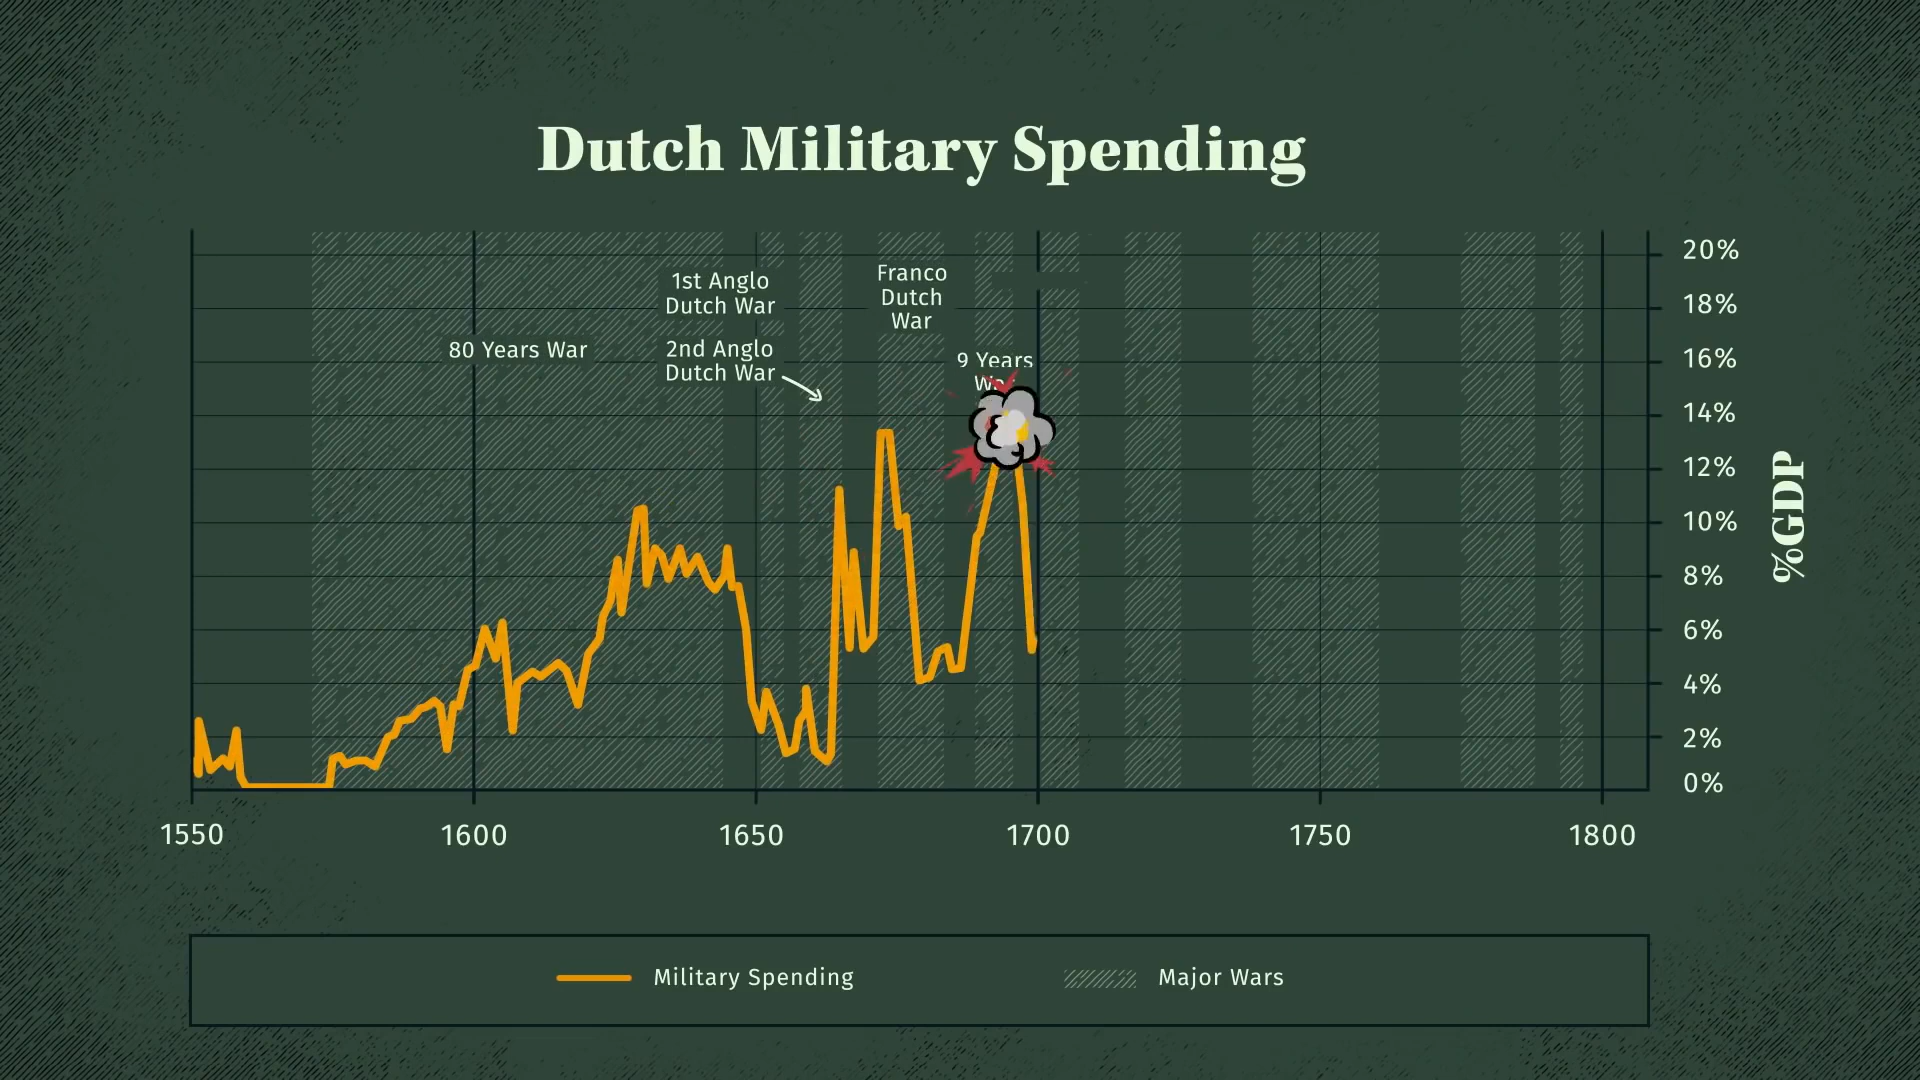 Dutch Military Spending
1st Anglo
Dutch War
Franco
Dutch
War
80 Years War
2nd Anglo
Dutch War
9 Years
20%
18%
16%
14%
12%
10%
8%
6%
4%
2%
0%
%GDP
1550
1600
1650
1700
1750
1800
Military Spending
Major Wars